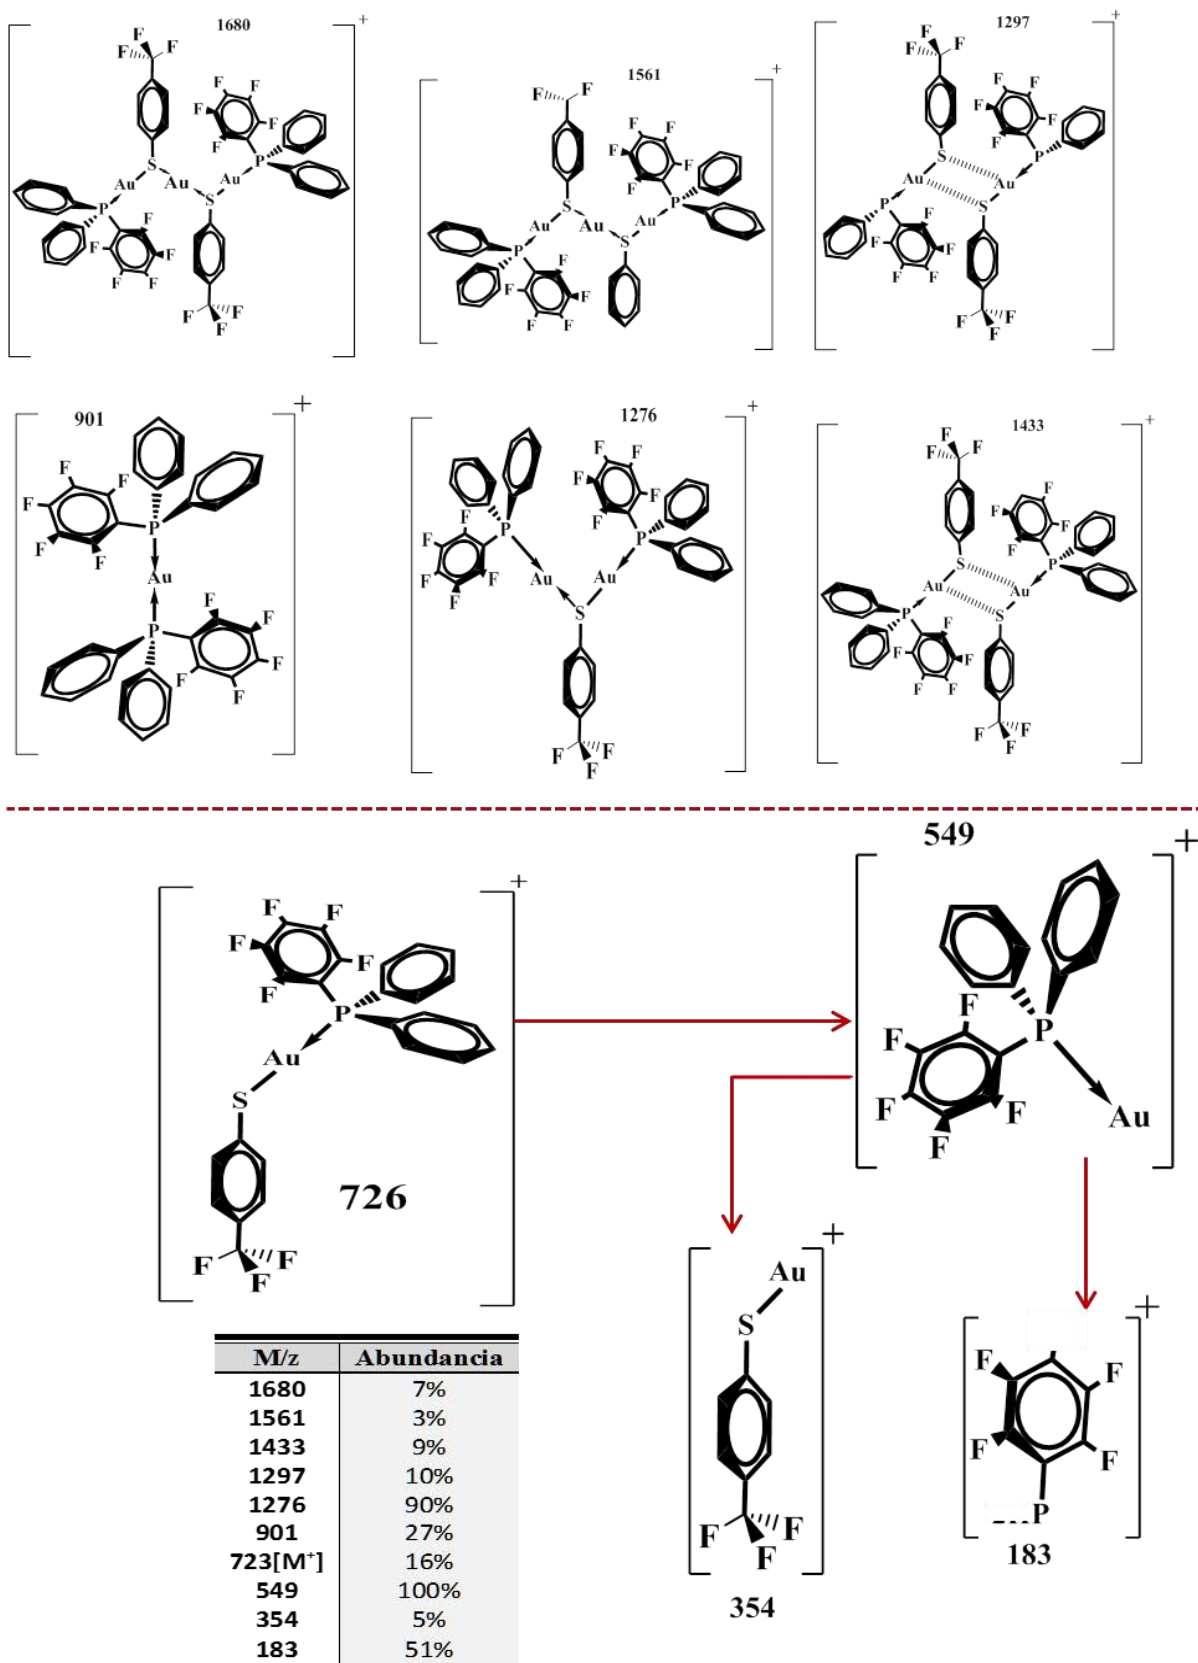 1680
+
F F F
F F F F F
S
Au Au Au P
P S
F F F F F
F F F
1561
+
F F
F F F F F
S
Au Au Au P
P S
F F F F F
1297
+
F F F
F F F F F
S P
Au Au
P S
F F F F F
F F F
901
+
F F F F F
P
Au
P
F F F F F
1276
+
F F F F F
F F F F F
P P
Au Au
S
F F F
1433
+
F F F
F F F F
S P
Au Au
P S
F F F F F
F F F
549
+
F F F F F
P
Au
+
F F F F F
P
Au
S
726
F F F
+
Au
S
F F F
354
+
F F
F F
P
183
M/z Abundancia
1680 7%
1561 3%
1433 9%
1297 10%
1276 90%
901 27%
723[M⁺] 16%
549 100%
354 5%
183 51%